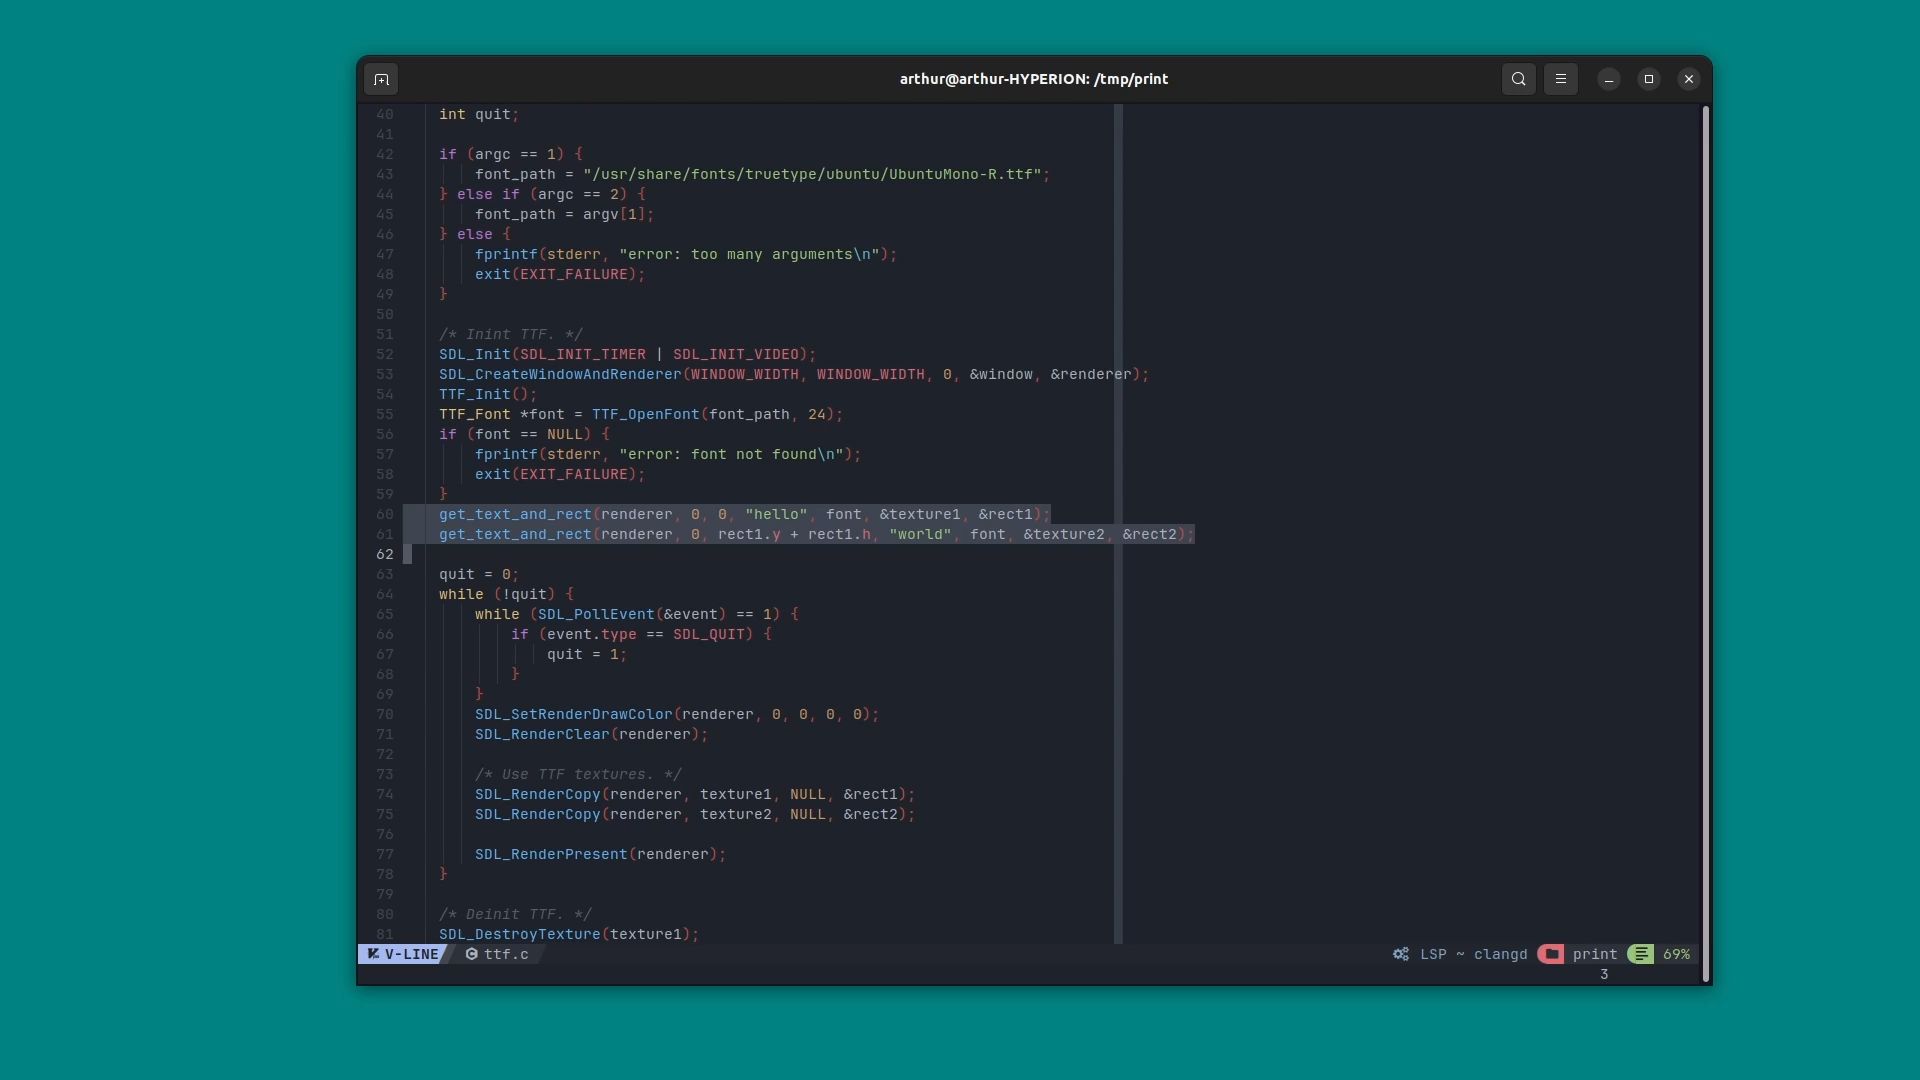 arthur@arthur-HYPERION: /tmp/print
40     int quit;
41
42     if (argc == 1) {
43         font_path = "/usr/share/fonts/truetype/ubuntu/UbuntuMono-R.ttf";
44     } else if (argc == 2) {
45         font_path = argv[1];
46     } else {
47         fprintf(stderr, "error: too many arguments\n");
48         exit(EXIT_FAILURE);
49     }
50
51     /* Inint TTF. */
52     SDL_Init(SDL_INIT_TIMER | SDL_INIT_VIDEO);
53     SDL_CreateWindowAndRenderer(WINDOW_WIDTH, WINDOW_WIDTH, 0, &window, &renderer);
54     TTF_Init();
55     TTF_Font *font = TTF_OpenFont(font_path, 24);
56     if (font == NULL) {
57         fprintf(stderr, "error: font not found\n");
58         exit(EXIT_FAILURE);
59     }
60     get_text_and_rect(renderer, 0, 0, "hello", font, &texture1, &rect1);
61     get_text_and_rect(renderer, 0, rect1.y + rect1.h, "world", font, &texture2, &rect2);
62
63     quit = 0;
64     while (!quit) {
65         while (SDL_PollEvent(&event) == 1) {
66             if (event.type == SDL_QUIT) {
67                 quit = 1;
68             }
69         }
70         SDL_SetRenderDrawColor(renderer, 0, 0, 0, 0);
71         SDL_RenderClear(renderer);
72
73         /* Use TTF textures. */
74         SDL_RenderCopy(renderer, texture1, NULL, &rect1);
75         SDL_RenderCopy(renderer, texture2, NULL, &rect2);
76
77         SDL_RenderPresent(renderer);
78     }
79
80     /* Deinit TTF. */
81     SDL_DestroyTexture(texture1);
V-LINE ttf.c LSP ~ clangd print 69%
3